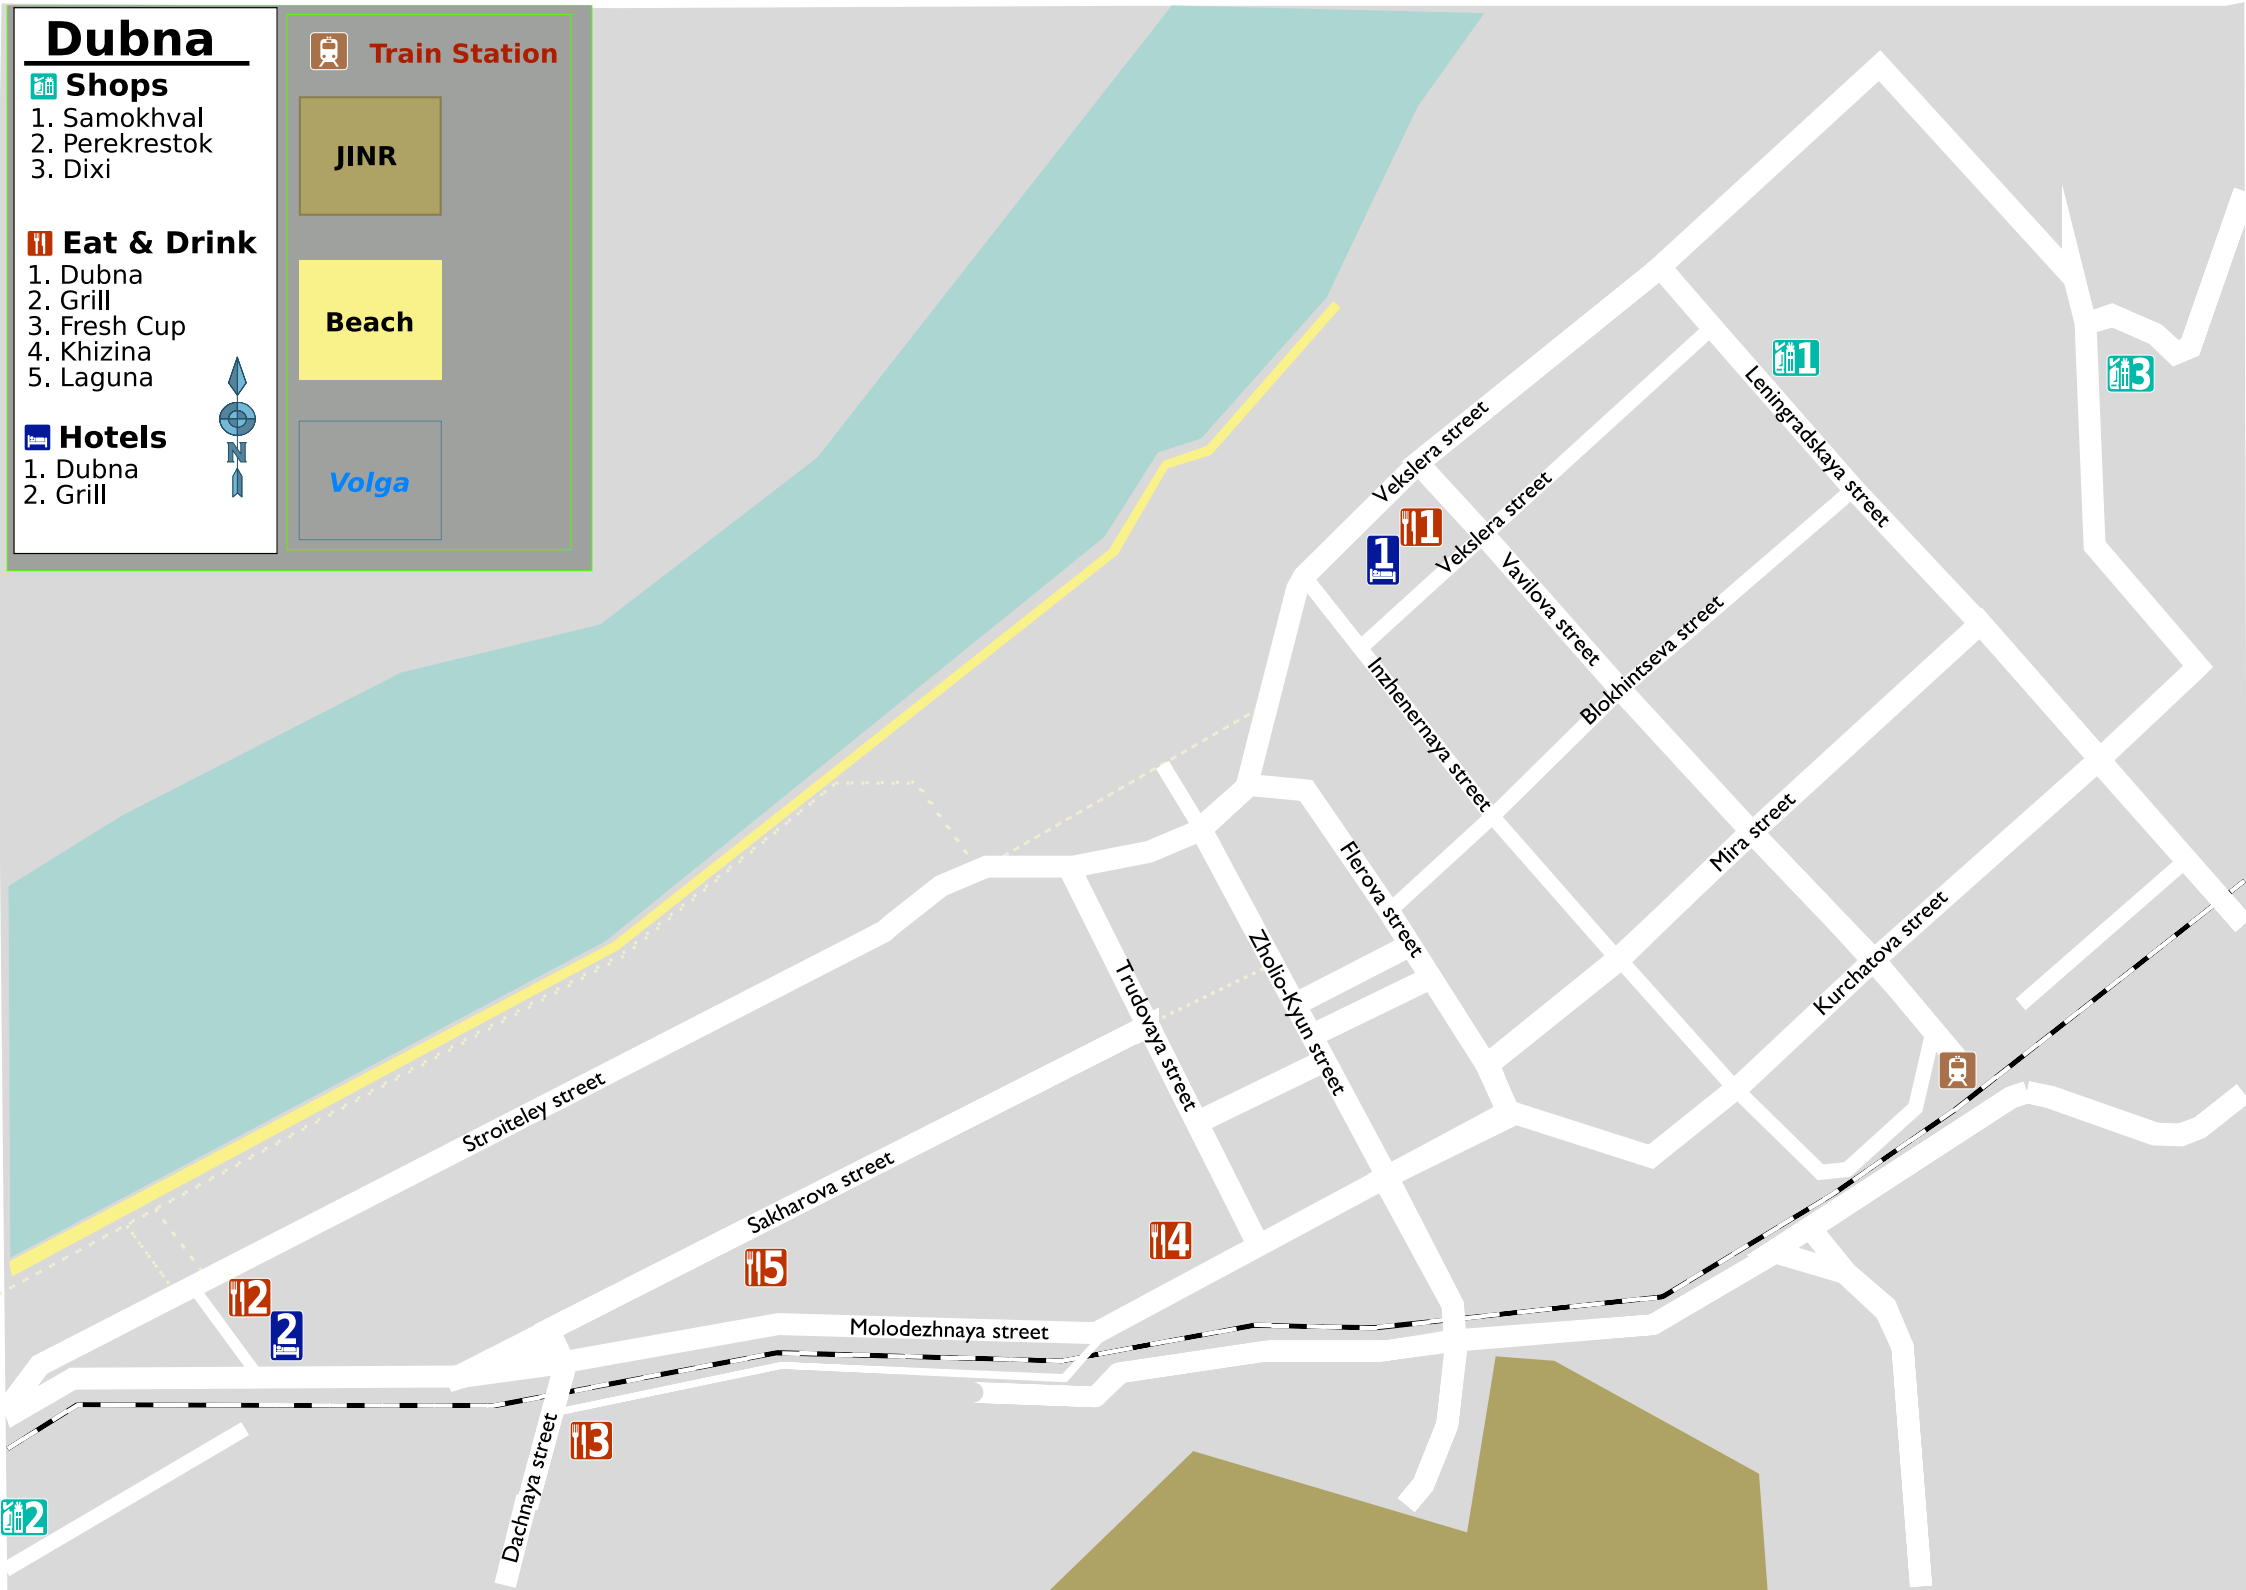 Dubna
Shops
1. Samokhval
2. Perekrestok
3. Dixi
Eat & Drink
1. Dubna
2. Grill
3. Fresh Cup
4. Khizina
5. Laguna
Hotels
1. Dubna
2. Grill
N
Train Station
JINR
Beach
Volga
1
3
Leningradskaya street
Vekslera street
1
1
Vekslera street
Vavilova street
Blokhintseva street
Inzhenernaya street
Mira street
Flerova street
Kurchatova street
Zholio-Kyun street
Trudovaya street
Stroiteley street
Sakharova street
4
5
2
2
Molodezhnaya street
3
Dachnaya street
2